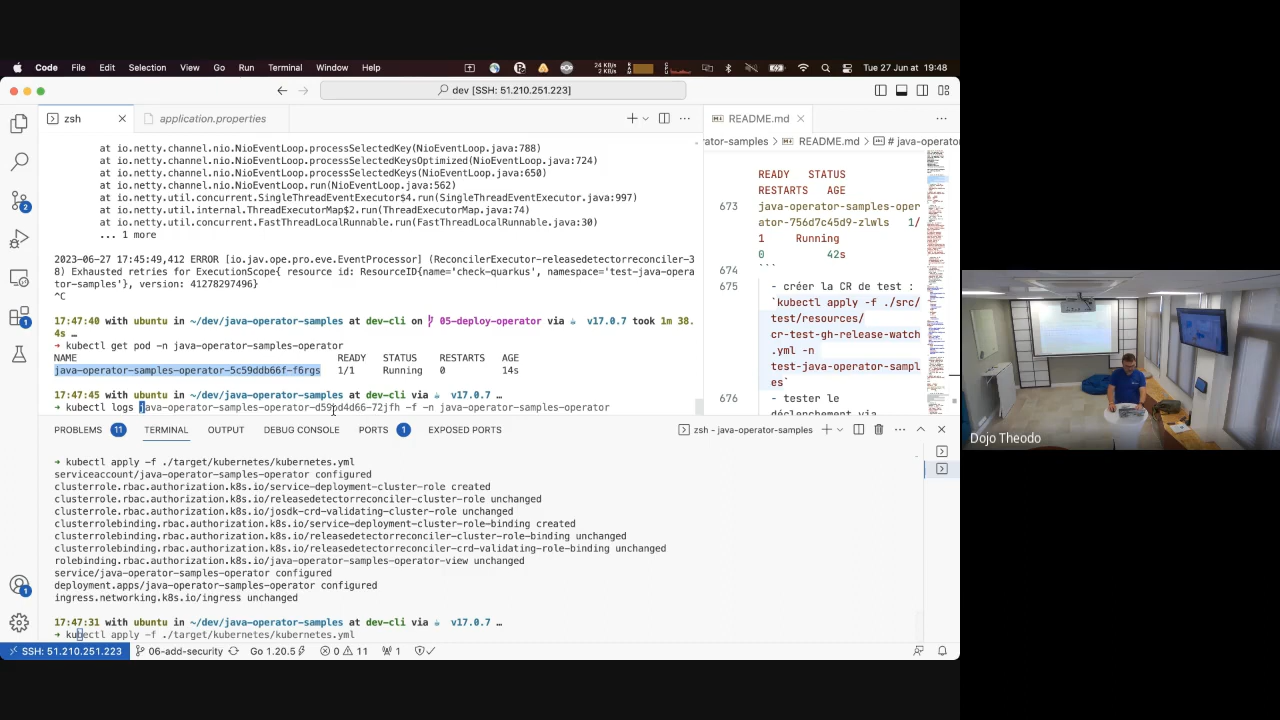 Code File Edit Selection View Go Run Terminal Window Help
24 KB/s
2 KB/s
Tue 27 Jun at 19:48
dev [SSH: 51.210.251.223]
zsh
application.properties
README.md
at io.netty.channel.nio.NioEventLoop.processSelectedKey(NioEventLoop.java:788)
at io.netty.channel.nio.NioEventLoop.processSelectedKeysOptimized(NioEventLoop.java:724)
at io.netty.channel.nio.NioEventLoop.processSelectedKeys(NioEventLoop.java:650)
at io.netty.channel.nio.NioEventLoop.run(NioEventLoop.java:562)
at io.netty.util.concurrent.SingleThreadEventExecutor$4.run(SingleThreadEventExecutor.java:997)
at io.netty.util.internal.ThreadExecutorMap$2.run(ThreadExecutorMap.java:74)
at io.netty.util.concurrent.FastThreadLocalRunnable.run(FastThreadLocalRunnable.java:30)
... 1 more
2023-06-27 17:45:49,412 ERROR [io.jav.ope.pro.eve.EventProcessor] (ReconcilerExecutor-releasedetectorreconciler-3
8) Exhausted retries for ExecutionScope{ resource id: ResourceID{name='check-quarkus', namespace='test-java-opera
tor-samples'}, version: 41278297496}
^C
17:47:40 with ubuntu in ~/dev/java-operator-samples at dev-cli on 05-deploy-operator via v17.0.7 took 1m 38.
4s …
➜ kubectl get pod -n java-operator-samples-operator
NAME READY STATUS RESTARTS AGE
java-operator-samples-operator-5dc9ddb66f-f6rgs 1/1 Running 0 14s
17:47:45 with ubuntu in ~/dev/java-operator-samples at dev-cli via v17.0.7 …
➜ kubectl logs java-operator-samples-operator-d595d4d66-72jfh -f -n java-operator-samples-operator
rator-samples > README.md > # java-operator
READY STATUS
RESTARTS AGE
673 java-operator-samples-oper
ator-756d7c45d9-zlWls 1/
1 Running
0 42s
674 ```
675 - créer la CR de test :
`kubectl apply -f ./src/
test/resources/
cr-test-gh-release-watch
.yml -n
test-java-operator-sampl
es`
676 - tester le
déclenchement via
PROBLEMS 11 TERMINAL OUTPUT DEBUG CONSOLE PORTS 1 EXPOSED PORTS
zsh - java-operator-samples
➜ kubectl apply -f ./target/kubernetes/kubernetes.yml
serviceaccount/java-operator-samples-operator configured
clusterrole.rbac.authorization.k8s.io/service-deployment-cluster-role created
clusterrole.rbac.authorization.k8s.io/releasedetectorreconciler-cluster-role unchanged
clusterrole.rbac.authorization.k8s.io/josdk-crd-validating-cluster-role unchanged
clusterrolebinding.rbac.authorization.k8s.io/service-deployment-cluster-role-binding created
clusterrolebinding.rbac.authorization.k8s.io/releasedetectorreconciler-cluster-role-binding unchanged
clusterrolebinding.rbac.authorization.k8s.io/releasedetectorreconciler-crd-validating-role-binding unchanged
rolebinding.rbac.authorization.k8s.io/java-operator-samples-operator-view unchanged
service/java-operator-samples-operator configured
deployment.apps/java-operator-samples-operator configured
ingress.networking.k8s.io/ingress unchanged
17:47:31 with ubuntu in ~/dev/java-operator-samples at dev-cli via v17.0.7 …
➜ kubectl apply -f ./target/kubernetes/kubernetes.yml
SSH: 51.210.251.223 06-add-security Go 1.20.5 0 11 1
2
1
1
Dojo Theodo